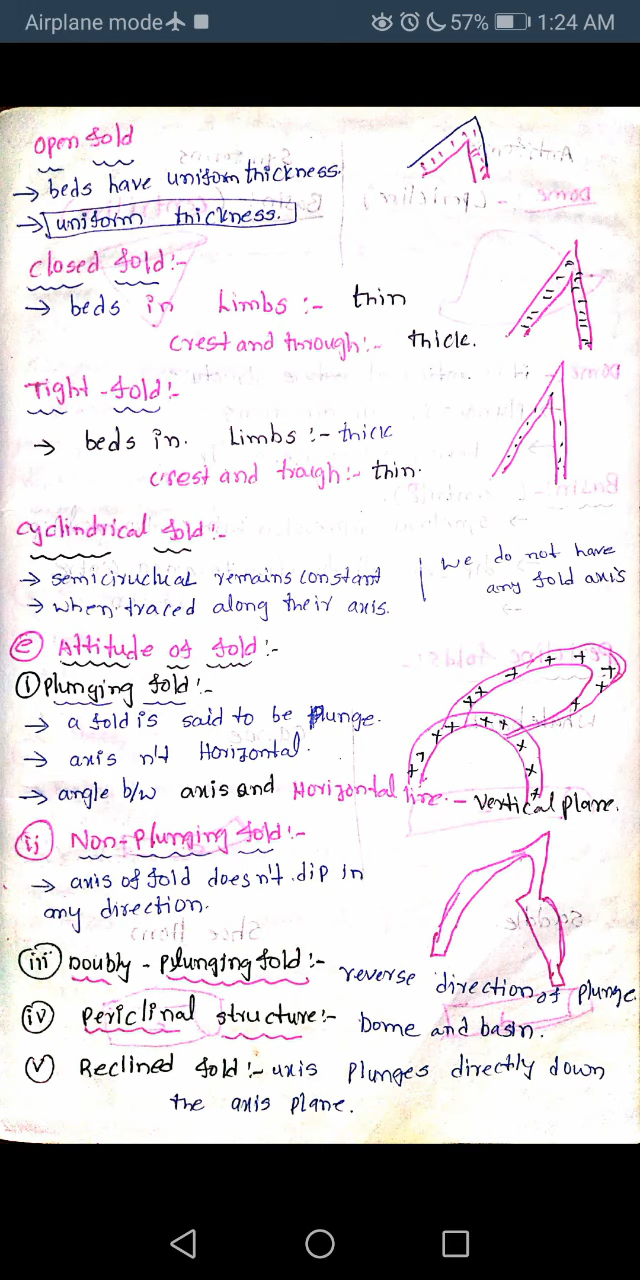 Airplane mode 57% 1:24 AM
open fold
→ beds have uniform thickness.
→ uniform thickness.
closed fold:-
→ beds in Limbs :- thin
crest and through:- thick.
Tight - fold:-
→ beds in. Limbs :- thick
crest and trough:- thin.
cyclindrical fold:-
→ semiciruchial remains constant
→ when traced along their axis.
we do not have
any fold axis
(e) Attitude of fold:-
(i) Plunging fold:-
→ a fold is said to be plunge.
→ axis n't Horizontal.
→ angle b/w axis and Horizontal line. - vertical plane.
(ii) Non-Plunging fold:-
→ axis of fold doesn't dip in
any direction.
(iii) Doubly - plunging fold:- reverse direction of plunge.
(iv) Periclinal structure:- Dome and basin.
(v) Reclined fold:- axis plunges directly down
the axis plane.